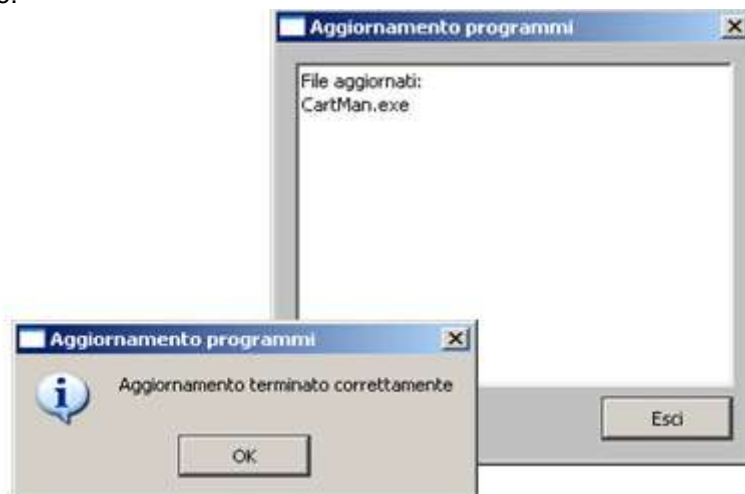 Aggiornamento programmi
File aggiornati:
CartMan.exe
Aggiornamento programmi
Aggiornamento terminato correttamente
OK
Esci